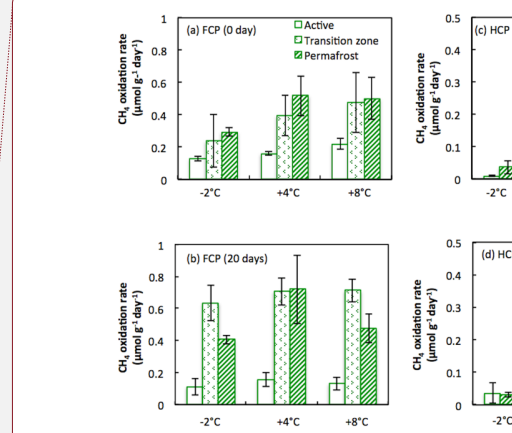 (a) FCP (0 day)
Active
Transition zone
Permafrost
CH₄ oxidation rate
(μmol g⁻¹ day⁻¹)
1
0.8
0.6
0.4
0.2
0
-2°C +4°C +8°C
(c) HCP
CH₄ oxidation rate
(μmol g⁻¹ day⁻¹)
0.5
0.4
0.3
0.2
0.1
0
-2°C
(b) FCP (20 days)
CH₄ oxidation rate
(μmol g⁻¹ day⁻¹)
1
0.8
0.6
0.4
0.2
0
-2°C +4°C +8°C
(d) HC
CH₄ oxidation rate
(μmol g⁻¹ day⁻¹)
0.5
0.4
0.3
0.2
0.1
0
-2°C